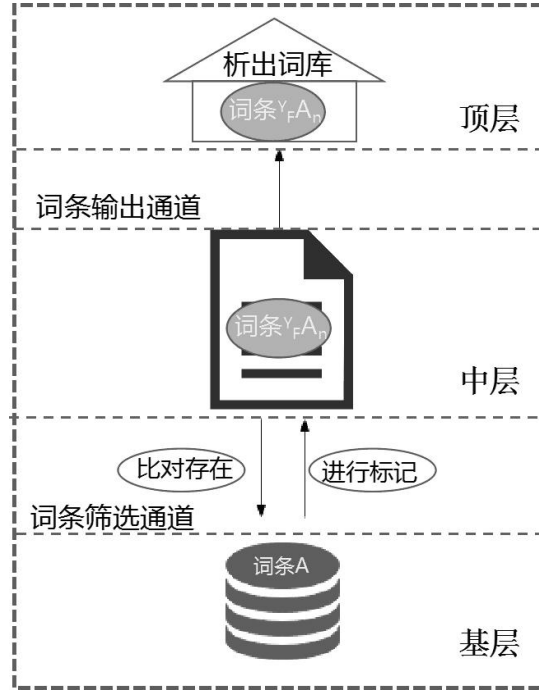 析出词库
词条ʸFAn
顶层
词条输出通道
词条ʸFAn
中层
比对存在
进行标记
词条筛选通道
词条A
基层